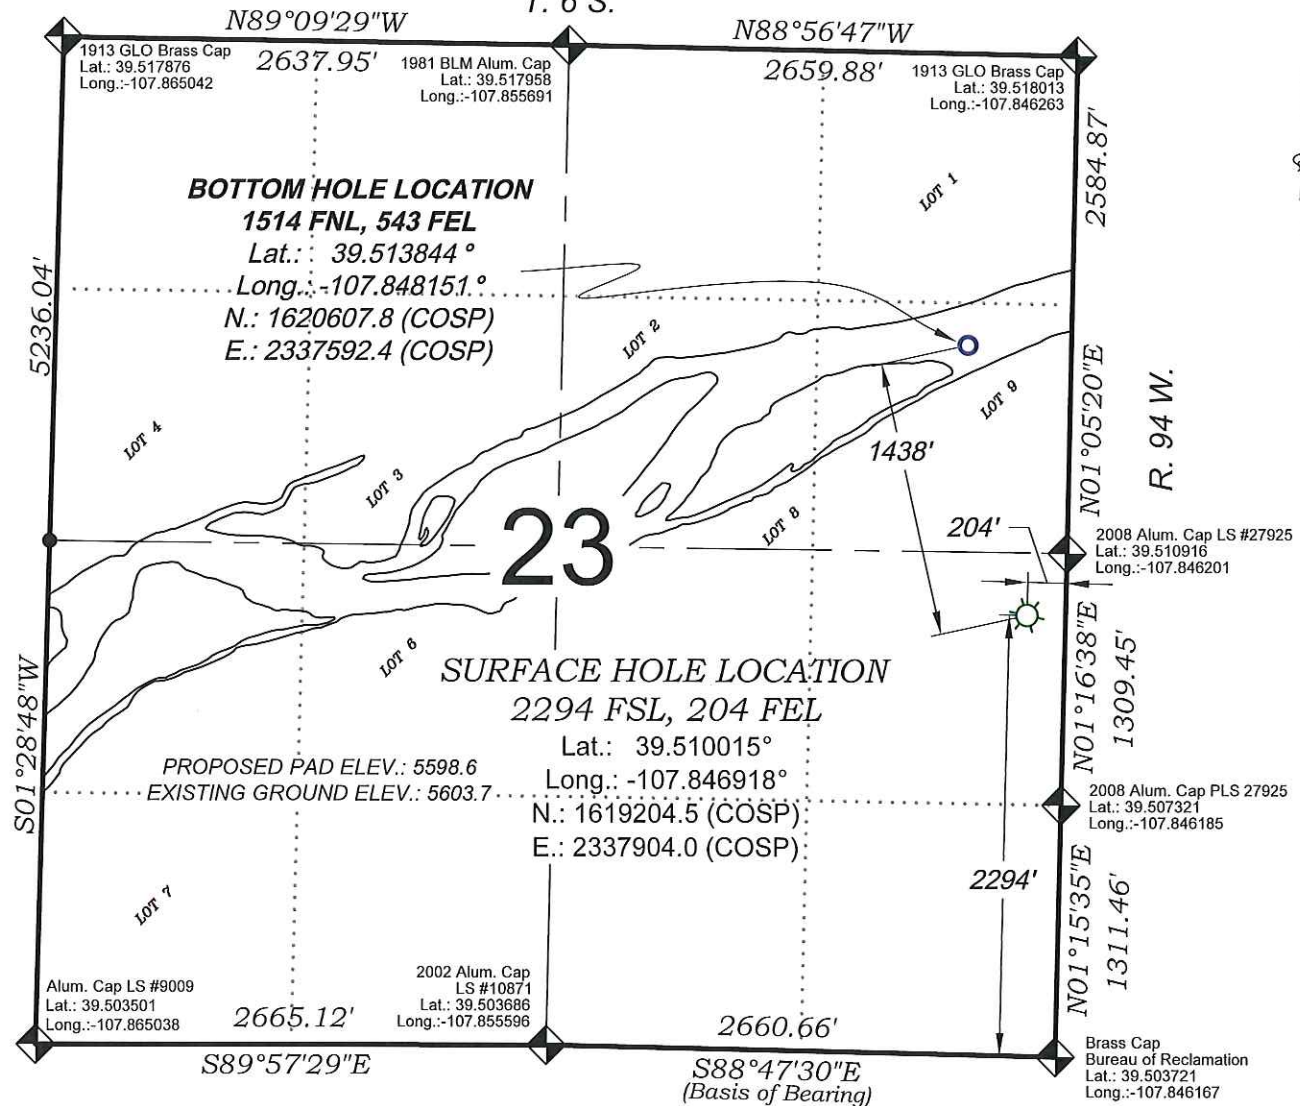 T. 6 S.
N89°09'29"W
N88°56'47"W
1913 GLO Brass Cap
Lat.: 39.517876
Long.:-107.865042
2637.95'
1981 BLM Alum. Cap
Lat.: 39.517958
Long.:-107.855691
2659.88'
1913 GLO Brass Cap
Lat.: 39.518013
Long.:-107.846263
2584.87'
BOTTOM HOLE LOCATION
1514 FNL, 543 FEL
Lat.: 39.513844 °
Long.: -107.848151 °
N.: 1620607.8 (COSP)
E.: 2337592.4 (COSP)
LOT 1
5236.04'
LOT 2
LOT 9
N01°05'20"E
R. 94 W.
LOT 4
LOT 3
1438'
LOT 8
23
204'
2008 Alum. Cap LS #27925
Lat.: 39.510916
Long.:-107.846201
LOT 6
S01°28'48"W
SURFACE HOLE LOCATION
2294 FSL, 204 FEL
Lat.: 39.510015°
Long.: -107.846918°
N.: 1619204.5 (COSP)
E.: 2337904.0 (COSP)
N01°16'38"E
1309.45'
PROPOSED PAD ELEV.: 5598.6
EXISTING GROUND ELEV.: 5603.7
2008 Alum. Cap PLS 27925
Lat.: 39.507321
Long.:-107.846185
2294'
N01°15'35"E
1311.46'
LOT 7
Alum. Cap LS #9009
Lat.: 39.503501
Long.:-107.865038
2665.12'
2002 Alum. Cap
LS #10871
Lat.: 39.503686
Long.:-107.855596
2660.66'
S89°57'29"E
S88°47'30"E
(Basis of Bearing)
Brass Cap
Bureau of Reclamation
Lat.: 39.503721
Long.:-107.846167